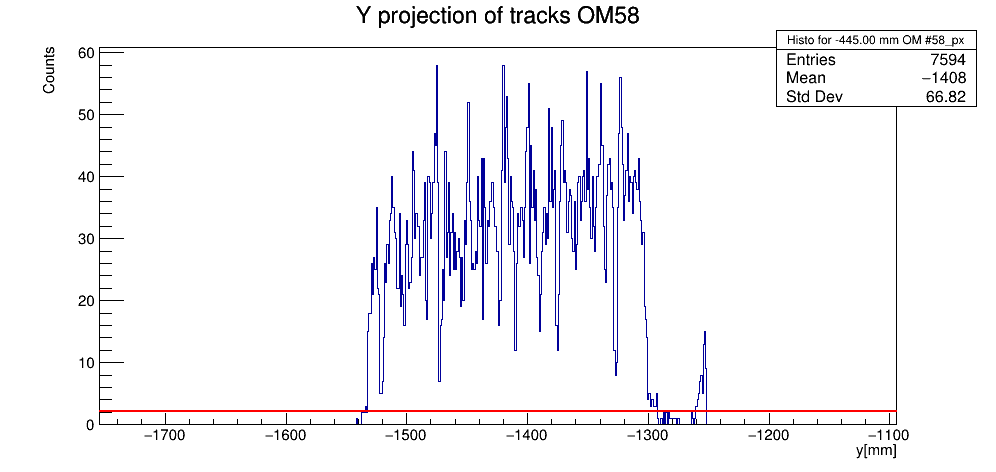 Y projection of tracks OM58
Histo for -445.00 mm OM #58_px
Entries 7594
Mean −1408
Std Dev 66.82
Counts
60
50
40
30
20
10
0
−1700 −1600 −1500 −1400 −1300 −1200 −1100
y[mm]